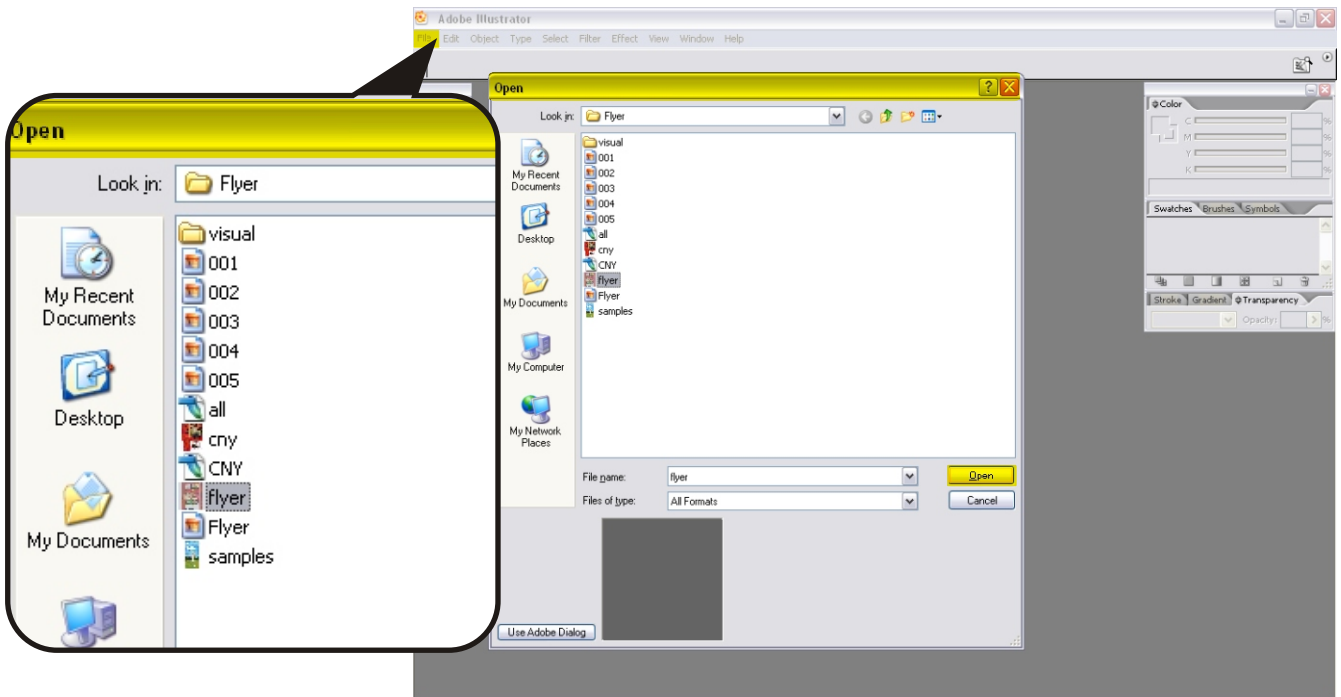 Adobe Illustrator
File Edit Object Type Select Filter Effect View Window Help
Open
Look in: Flyer
visual
001
002
003
004
005
all
cny
CNY
flyer
Flyer
samples
My Recent
Documents
Desktop
My Documents
My Computer
My Network
Places
File name: flyer
Open
Files of type: All Formats
Cancel
Use Adobe Dialog
Color
C %
M %
Y %
K %
Swatches Brushes Symbols
Stroke Gradient Transparency
Opacity: %
Open
Look in: Flyer
visual
001
002
003
004
005
all
cny
CNY
flyer
Flyer
samples
My Recent
Documents
Desktop
My Documents